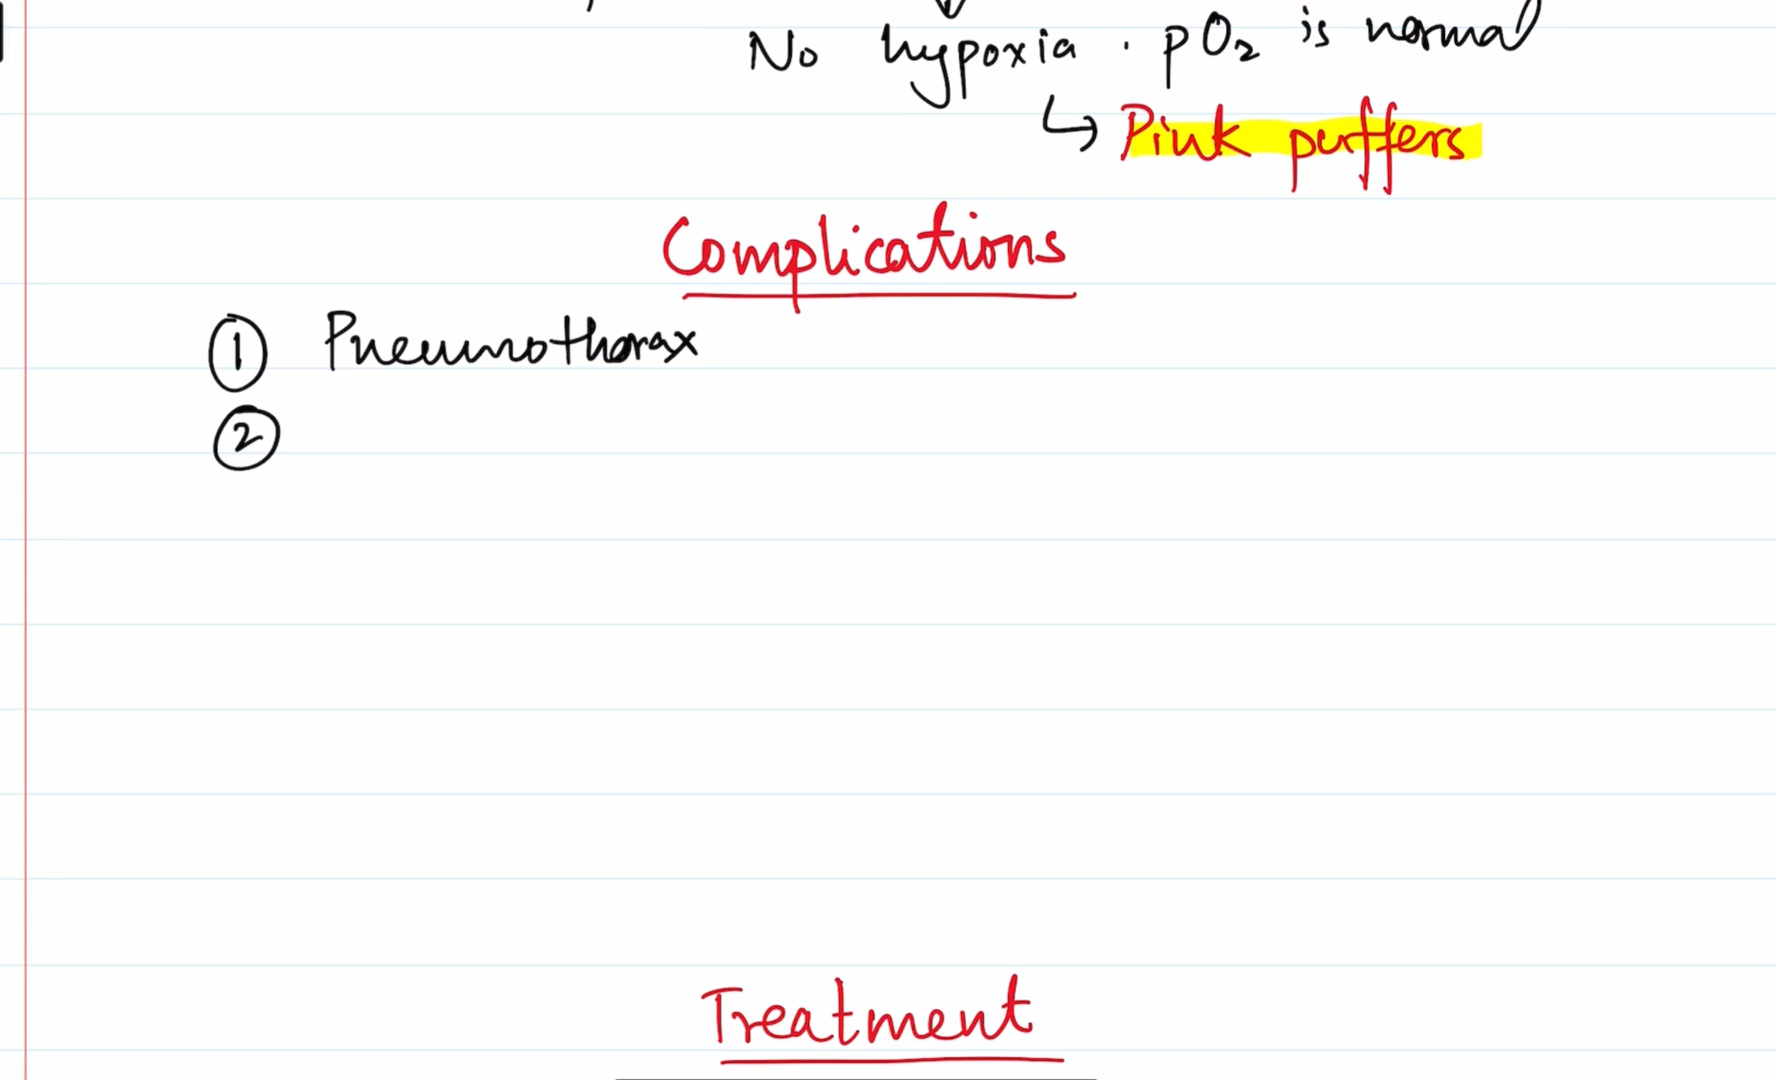 No hypoxia . pO₂ is normal
↳ Pink puffers
Complications
① Pneumothorax
②
Treatment